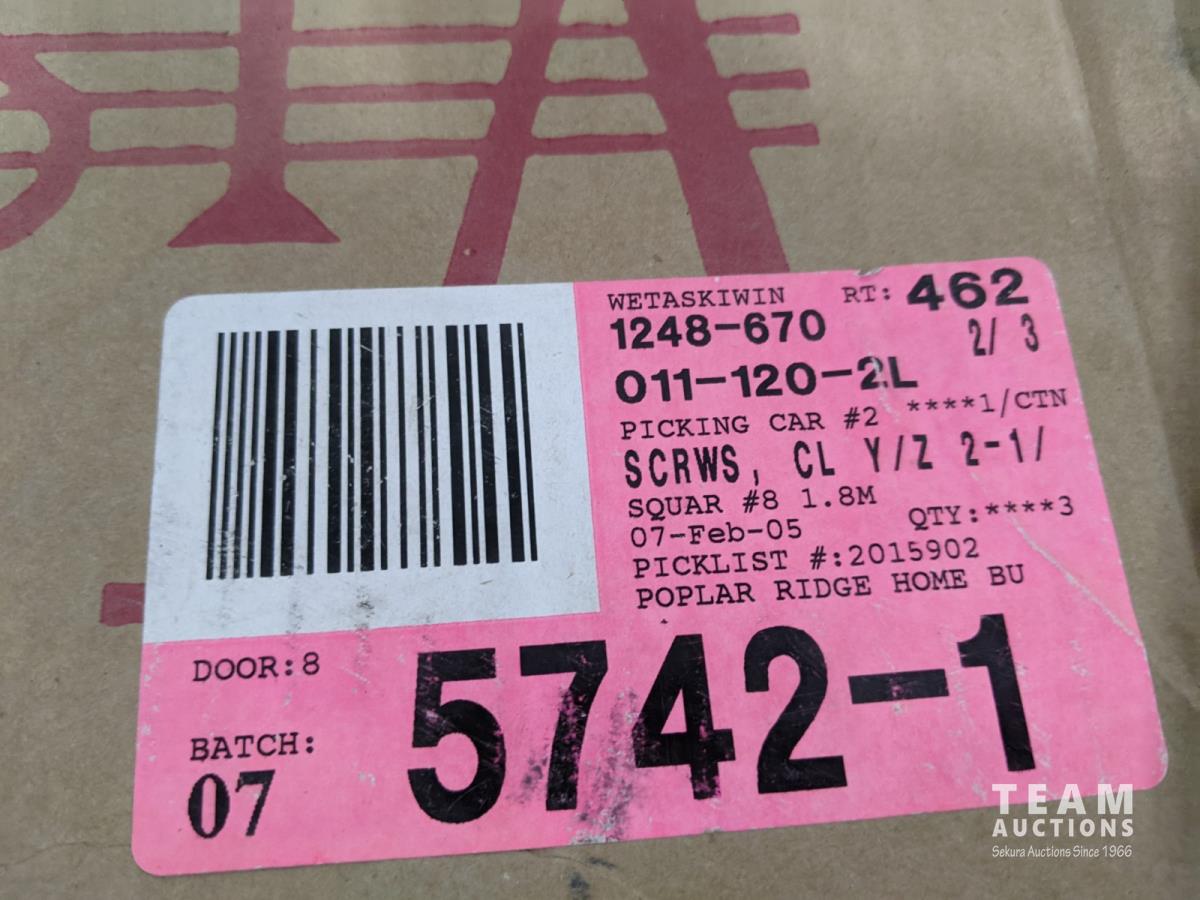 WETASKIWIN RT: 462
1248-670 2/ 3
011-120-2L
PICKING CAR #2 ****1/CTN
SCRWS, CL Y/Z 2-1/
SQUAR #8 1.8M
07-Feb-05 QTY:****3
PICKLIST #:2015902
POPLAR RIDGE HOME BU
DOOR:8
BATCH:
07
5742-1
TEAM
AUCTIONS
Sekura Auctions Since 1966